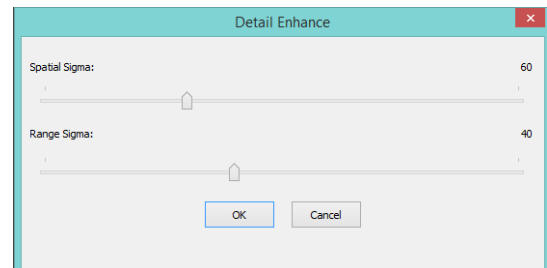 Detail Enhance
Spatial Sigma: 60
Range Sigma: 40
OK Cancel